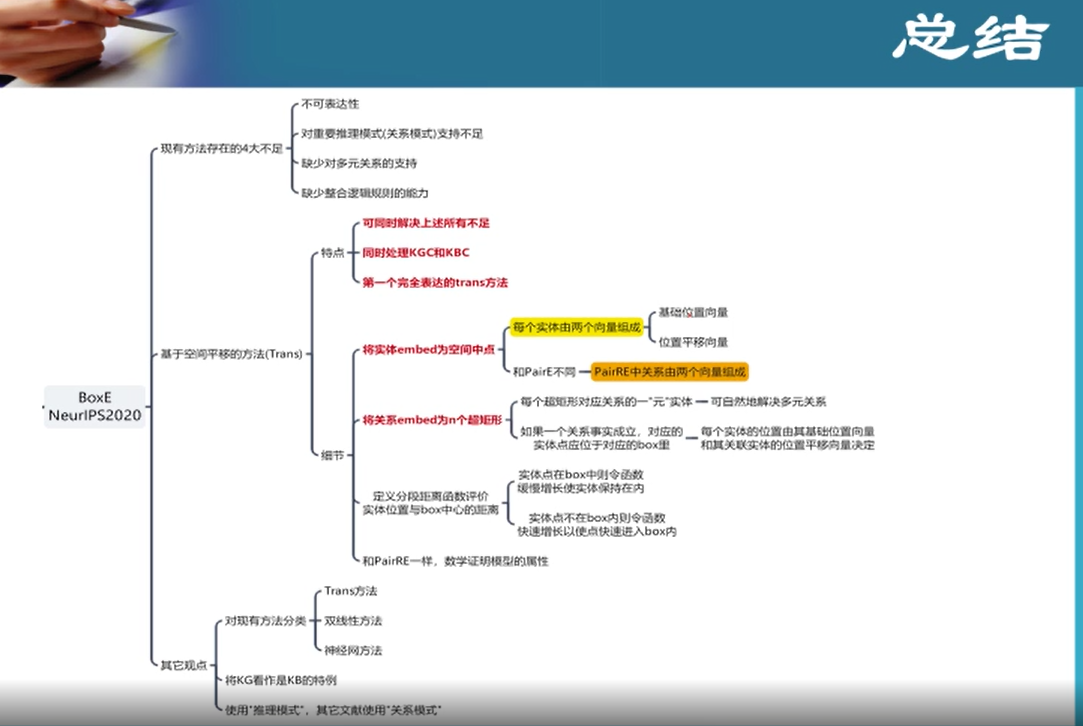 总结
不可表达性
对重要推理模式(关系模式)支持不足
现有方法存在的4大不足
缺少对多元关系的支持
缺少整合逻辑规则的能力
可同时解决上述所有不足
特点
同时处理KGC和KBC
第一个完全表达的trans方法
基础位置向量
每个实体由两个向量组成
位置平移向量
将实体embed为空间中点
基于空间平移的方法(Trans)
和PairE不同
PairRE中关系由两个向量组成
BoxE
NeurIPS2020
每个超矩形对应关系的一"元"实体
可自然地解决多元关系
将关系embed为n个超矩形
如果一个关系事实成立，对应的
实体点应位于对应的box里
每个实体的位置由其基础位置向量
和其关联实体的位置平移向量决定
细节
实体点在box中则令函数
缓慢增长使实体保持在内
定义分段距离函数评价
实体位置与box中心的距离
实体点不在box内则令函数
快速增长以使点快速进入box内
和PairRE一样，数学证明模型的属性
Trans方法
对现有方法分类
双线性方法
神经网方法
其它观点
将KG看作是KB的特例
使用"推理模式"，其它文献使用"关系模式"